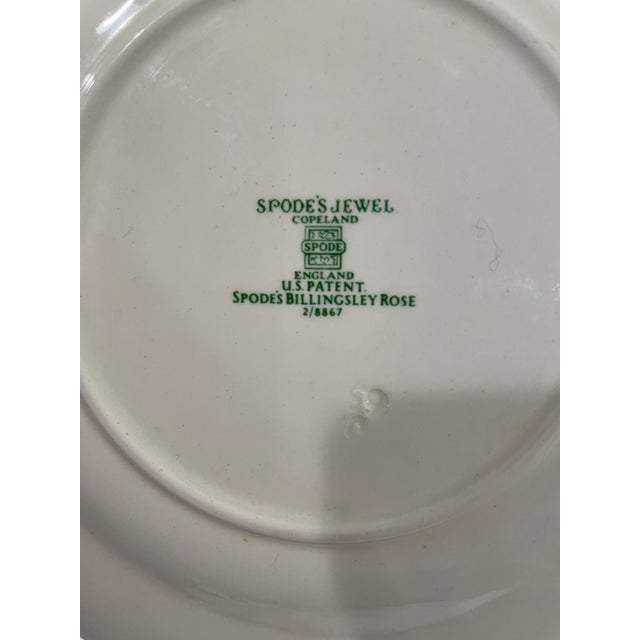 SPODE'S JEWEL
COPELAND
SPODE
ENGLAND
U.S. PATENT.
SPODE'S BILLINGSLEY ROSE
2/8867